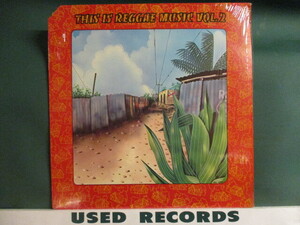 THIS IS REGGAE MUSIC VOL.2
USED RECORDS